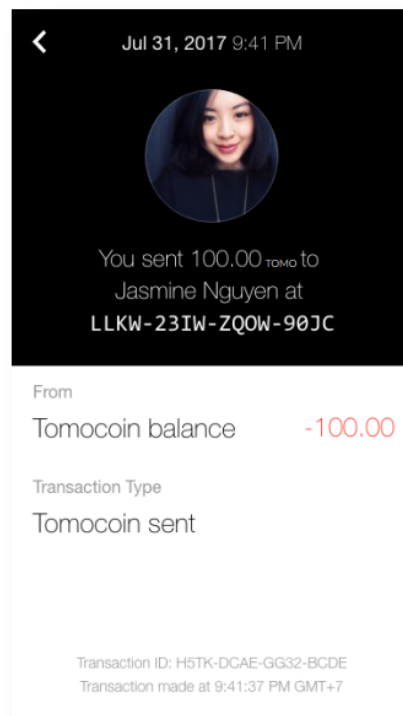 Jul 31, 2017 9:41 PM
You sent 100.00 TOMO to
Jasmine Nguyen at
LLKW-23IW-ZQOW-90JC
From
Tomocoin balance -100.00
Transaction Type
Tomocoin sent
Transaction ID: H5TK-DCAE-GG32-BCDE
Transaction made at 9:41:37 PM GMT+7